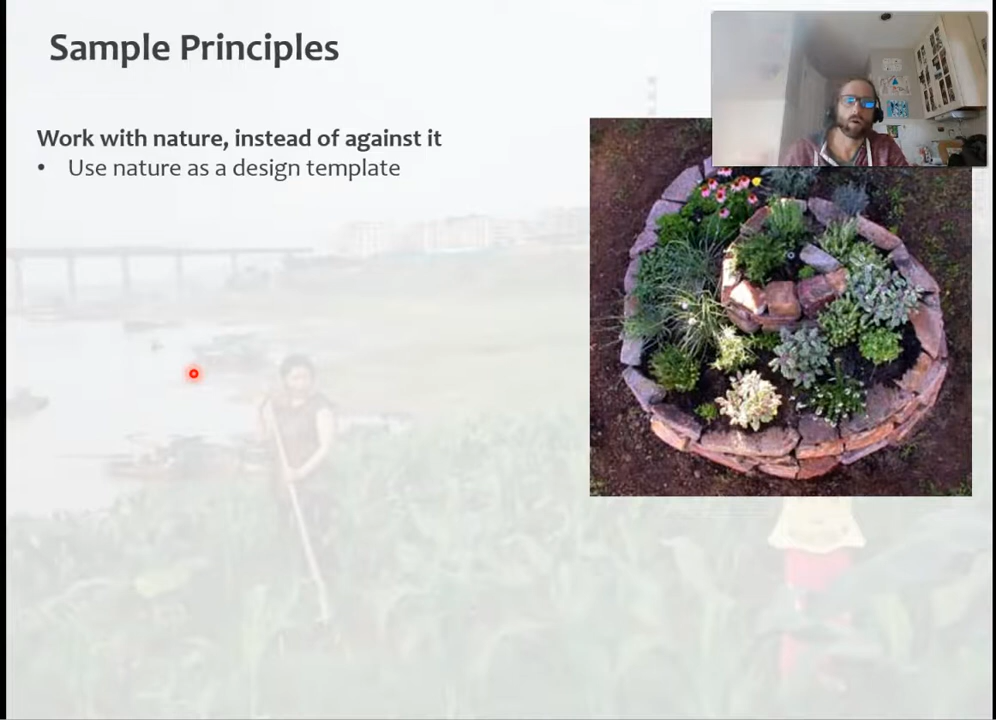 Sample Principles
Work with nature, instead of against it
• Use nature as a design template